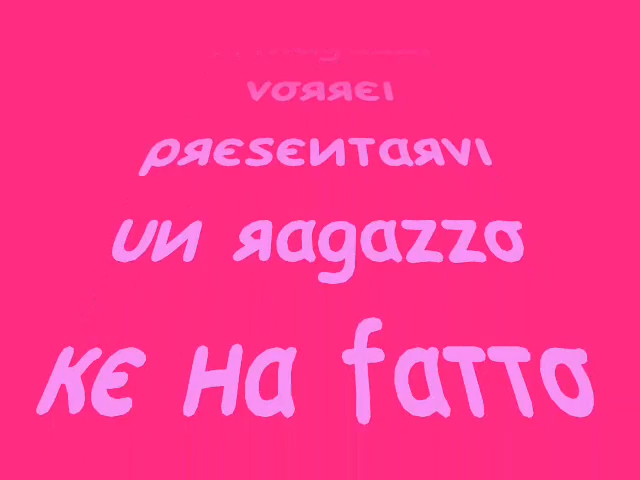 vorrei
presentarvi
un ragazzo
ke ha fatto